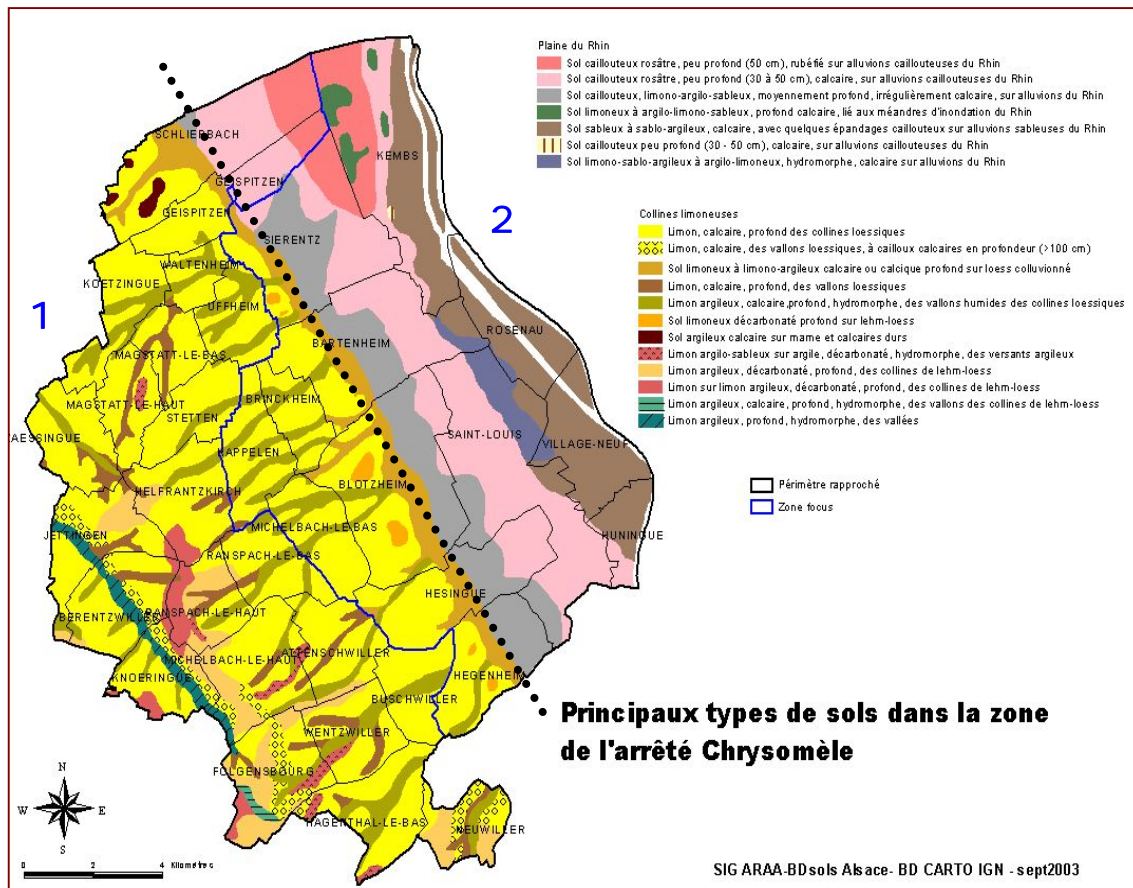 Plaine du Rhin
Sol caillouteux rosâtre, peu profond (50 cm), rubéfié sur alluvions caillouteuses du Rhin
Sol caillouteux rosâtre, peu profond (30 à 50 cm), calcaire, sur alluvions caillouteuses du Rhin
Sol caillouteux, limono-argilo-sableux, moyennement profond, irrégulièrement calcaire, sur alluvions du Rhin
Sol limoneux à argilo-limono-sableux, profond calcaire, lié aux méandres d'inondation du Rhin
Sol sableux à sablo-argileux, calcaire, avec quelques épandages caillouteux sur alluvions sableuses du Rhin
Sol caillouteux peu profond (30 - 50 cm), calcaire, sur alluvions caillouteuses du Rhin
Sol limono-sablo-argileux à argilo-limoneux, hydromorphe, calcaire sur alluvions du Rhin
Collines limoneuses
Limon, calcaire, profond des collines loessiques
Limon, calcaire, des vallons loessiques, à cailloux calcaires en profondeur (>100 cm)
Sol limoneux à limono-argileux calcaire ou calcique profond sur loess colluvionné
Limon, calcaire, profond, des vallons loessiques
Limon argileux, calcaire,profond, hydromorphe, des vallons humides des collines loessiques
Sol limoneux décarbonaté profond sur lehm-loess
Sol argileux calcaire sur marne et calcaires durs
Limon argilo-sableux sur argile, décarbonaté, hydromorphe, des versants argileux
Limon argileux, décarbonaté, profond, des collines de lehm-loess
Limon sur limon argileux, décarbonaté, profond, des collines de lehm-loess
Limon argileux, calcaire, profond, hydromorphe, des vallons des collines de lehm-loess
Limon argileux, profond, hydromorphe, des vallées
Périmètre rapproché
Zone focus
1
2
SCHLIERBACH
KEMBS
GEISPITZEN
GEISPITZEN
SIERENTZ
WALTENHEIM
KOETZINGUE
UFFHEIM
ROSENAU
BARTENHEIM
MAGSTATT-LE-BAS
BRINCKHEIM
MAGSTATT-LE-HAUT
STETTEN
SAINT-LOUIS
VILLAGE-NEUF
AESSINGUE
KAPPELEN
BLOTZHEIM
HELFRANTZKIRCH
MICHELBACH-LE-BAS
JETTINGEN
HUNINGUE
RANSPACH-LE-BAS
HESINGUE
RANSPACH-LE-HAUT
BERENTZWILLER
ATTENSCHWILLER
MICHELBACH-LE-HAUT
KNOERINGUE
HEGENHEIM
BUSCHWILLER
WENTZWILLER
FOLGENSBOURG
HAGENTHAL-LE-BAS
NEUWILLER
Principaux types de sols dans la zone
de l'arrêté Chrysomèle
N
W E
S
0 2 4 Kilomètres
SIG ARAA-BDsols Alsace- BD CARTO IGN - sept2003